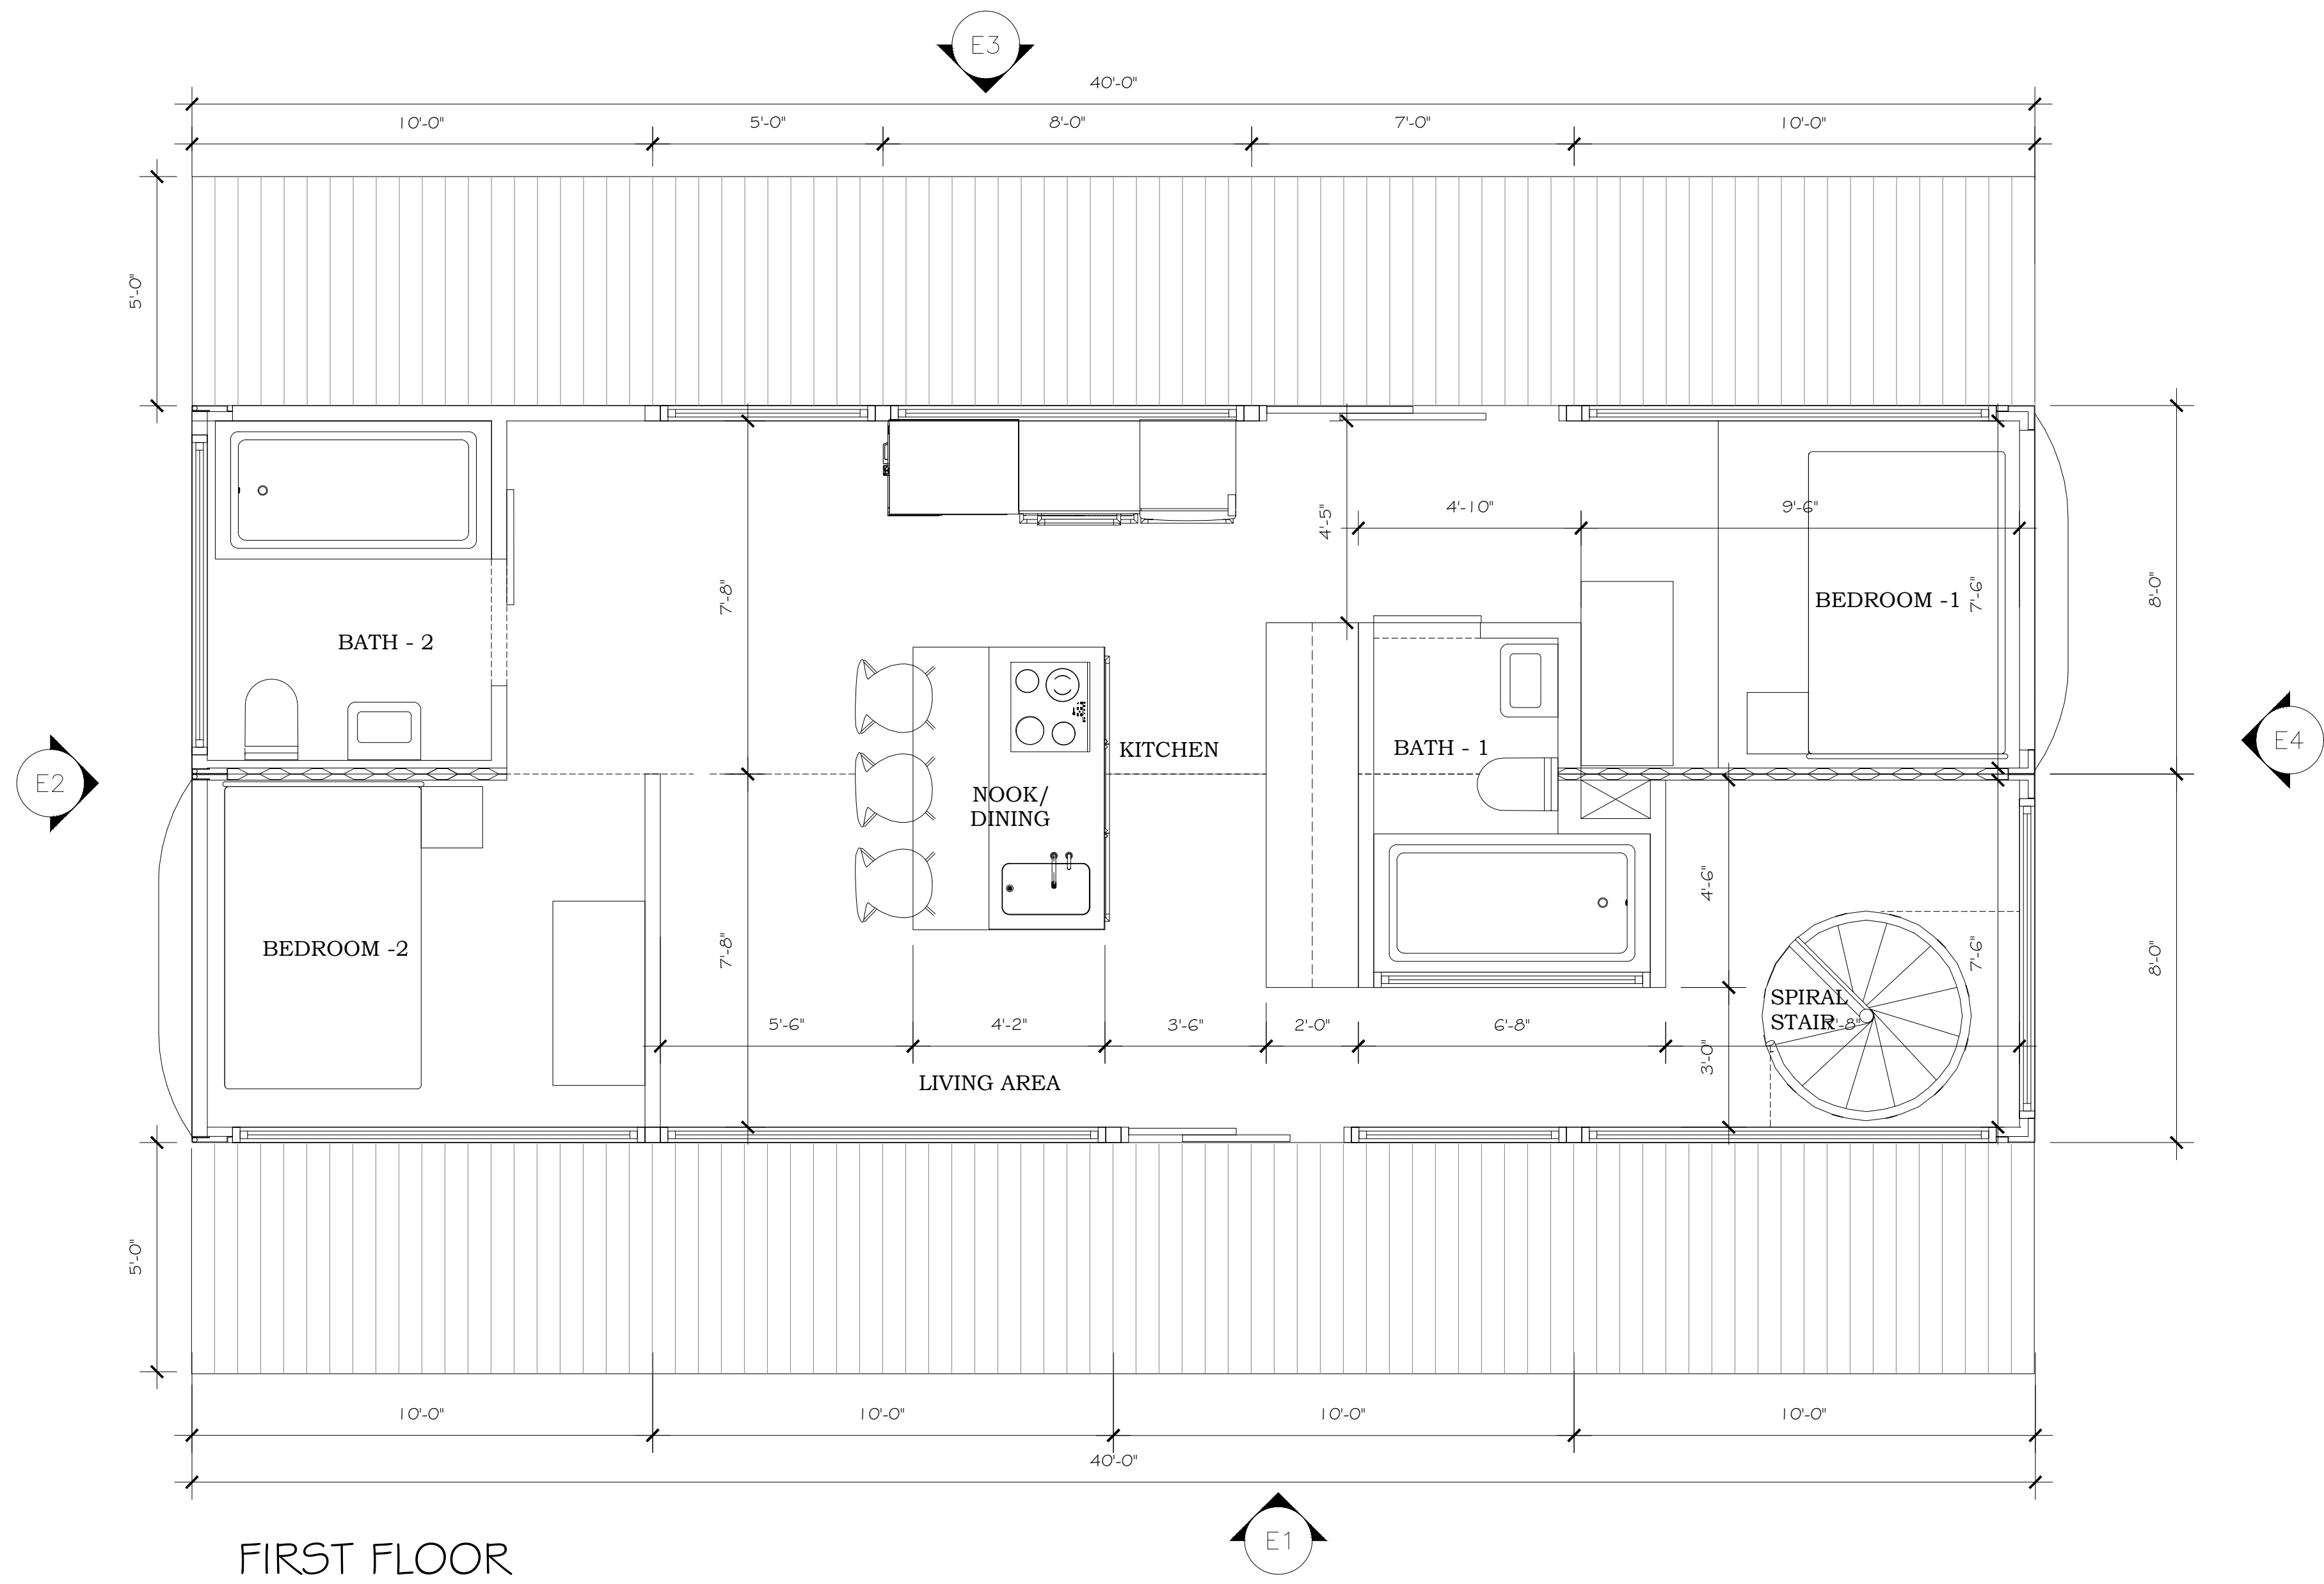 E3
40'-0"
10'-0"
5'-0"
8'-0"
7'-0"
10'-0"
5'-0"
4'-5"
4'-10"
9'-6"
7'-8"
7'-6"
8'-0"
BEDROOM -1
BATH - 2
KITCHEN
BATH - 1
E2
E4
NOOK/
DINING
BEDROOM -2
7'-8"
4'-6"
7'-6"
8'-0"
SPIRAL
STAIR
5'-6"
4'-2"
3'-6"
2'-0"
6'-8"
3'-0"
LIVING AREA
5'-0"
10'-0"
10'-0"
10'-0"
10'-0"
40'-0"
E1
FIRST FLOOR